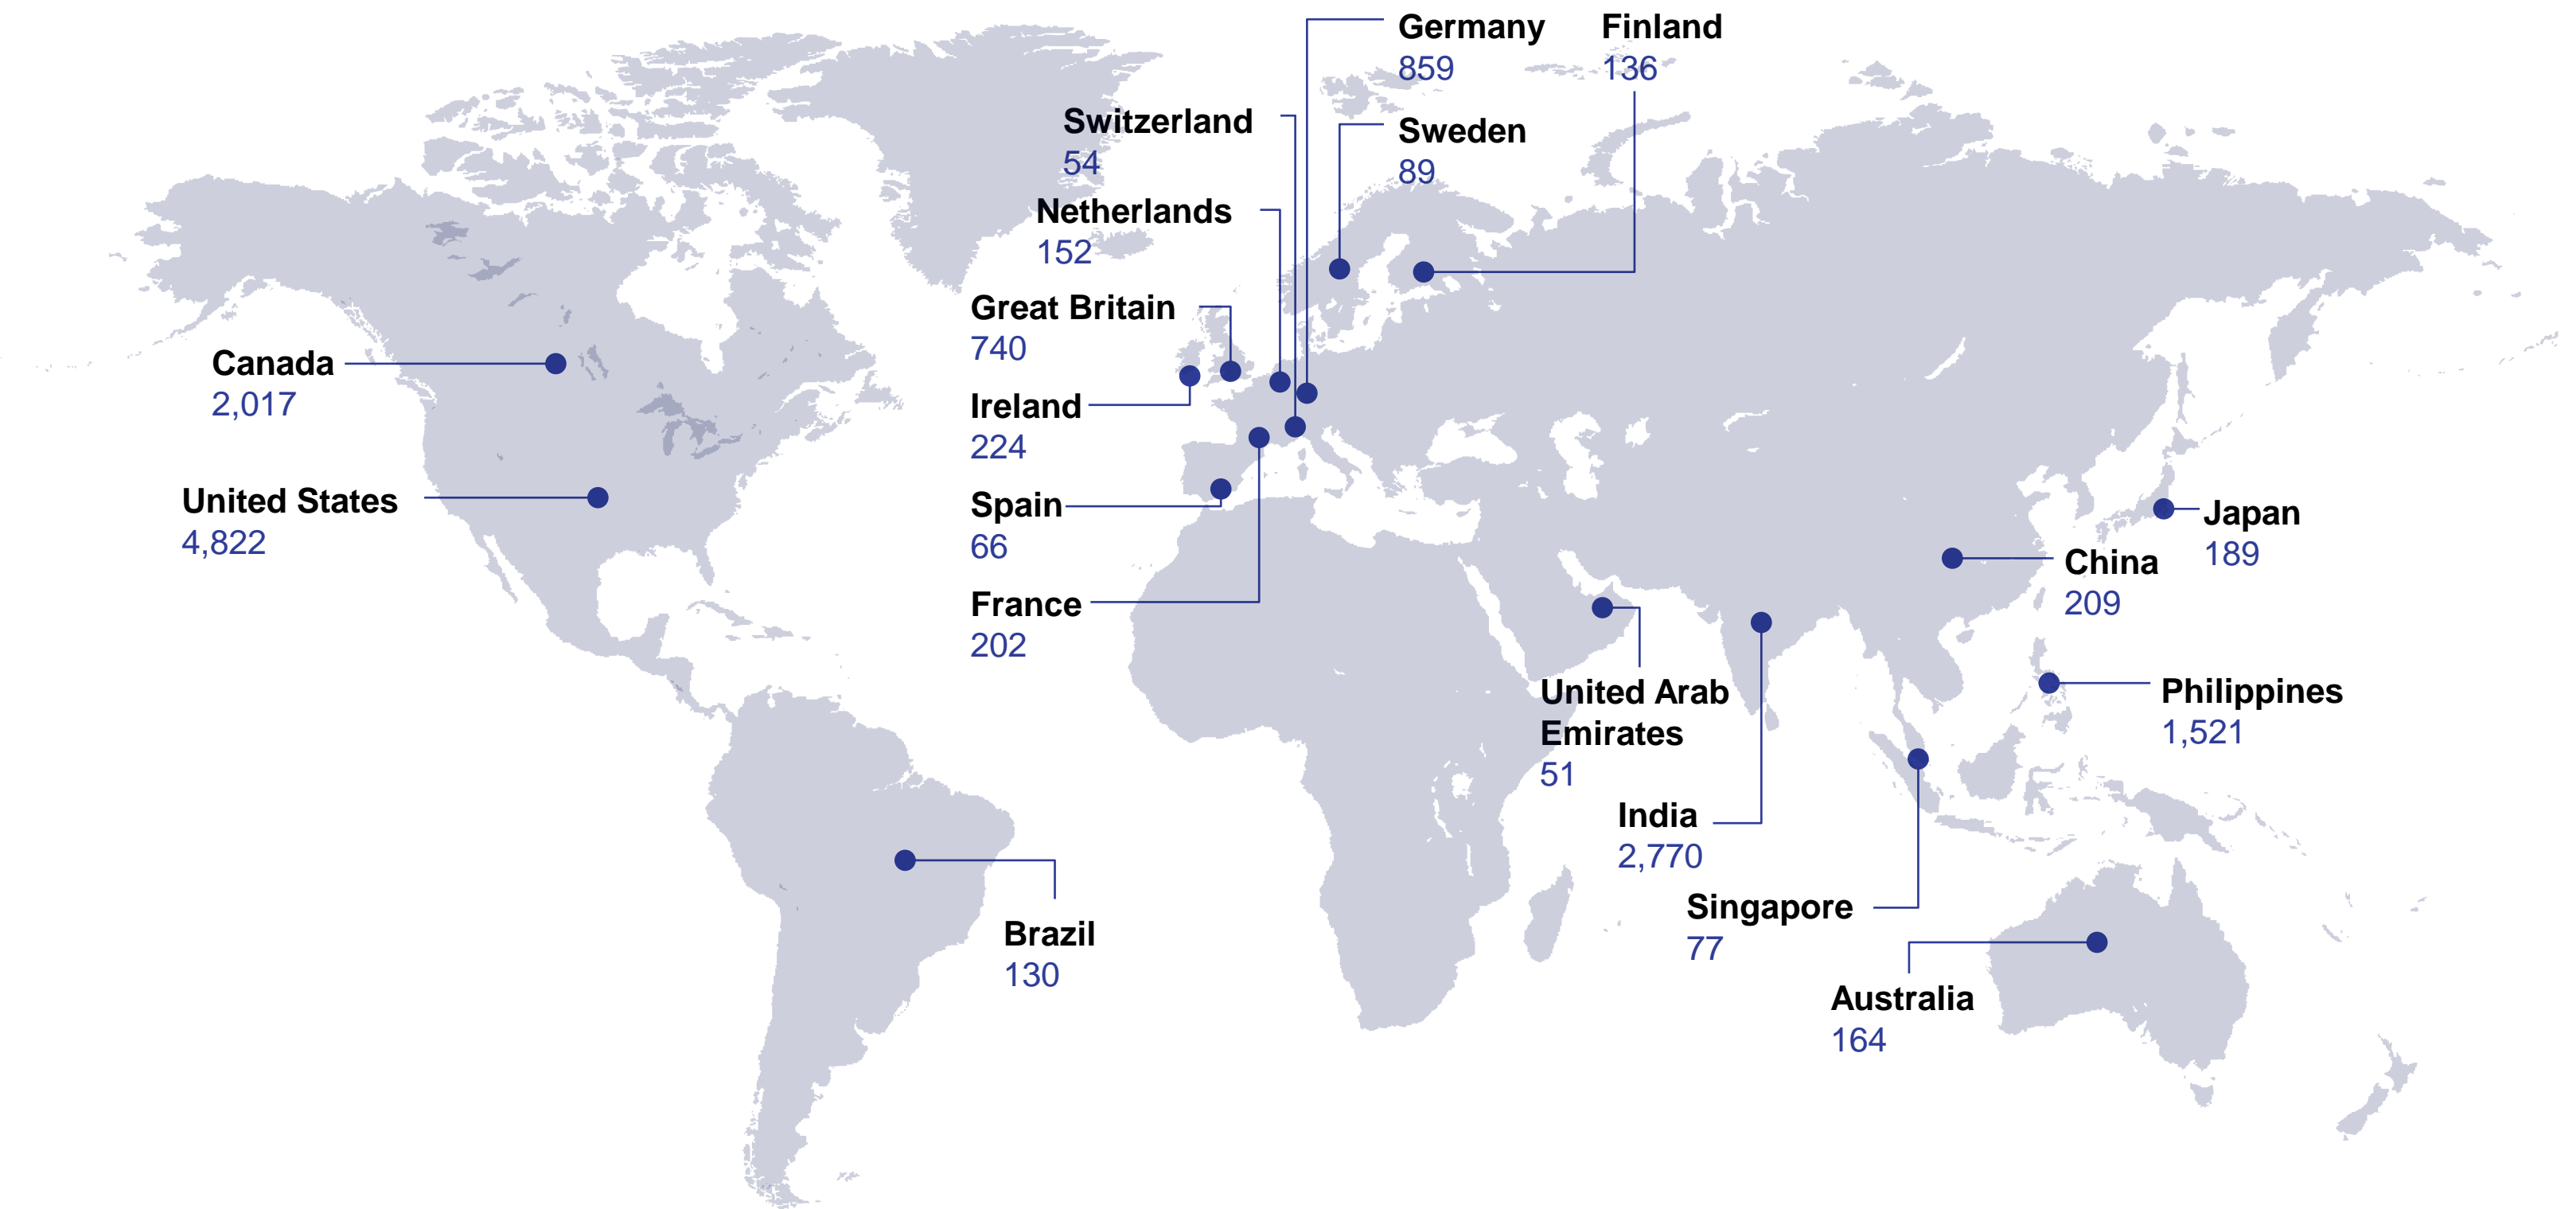 Germany
859
Finland
136
Switzerland
54
Sweden
89
Netherlands
152
Great Britain
740
Canada
2,017
Ireland
224
United States
4,822
Spain
66
Japan
189
China
209
France
202
United Arab
Emirates
51
Philippines
1,521
India
2,770
Singapore
77
Brazil
130
Australia
164